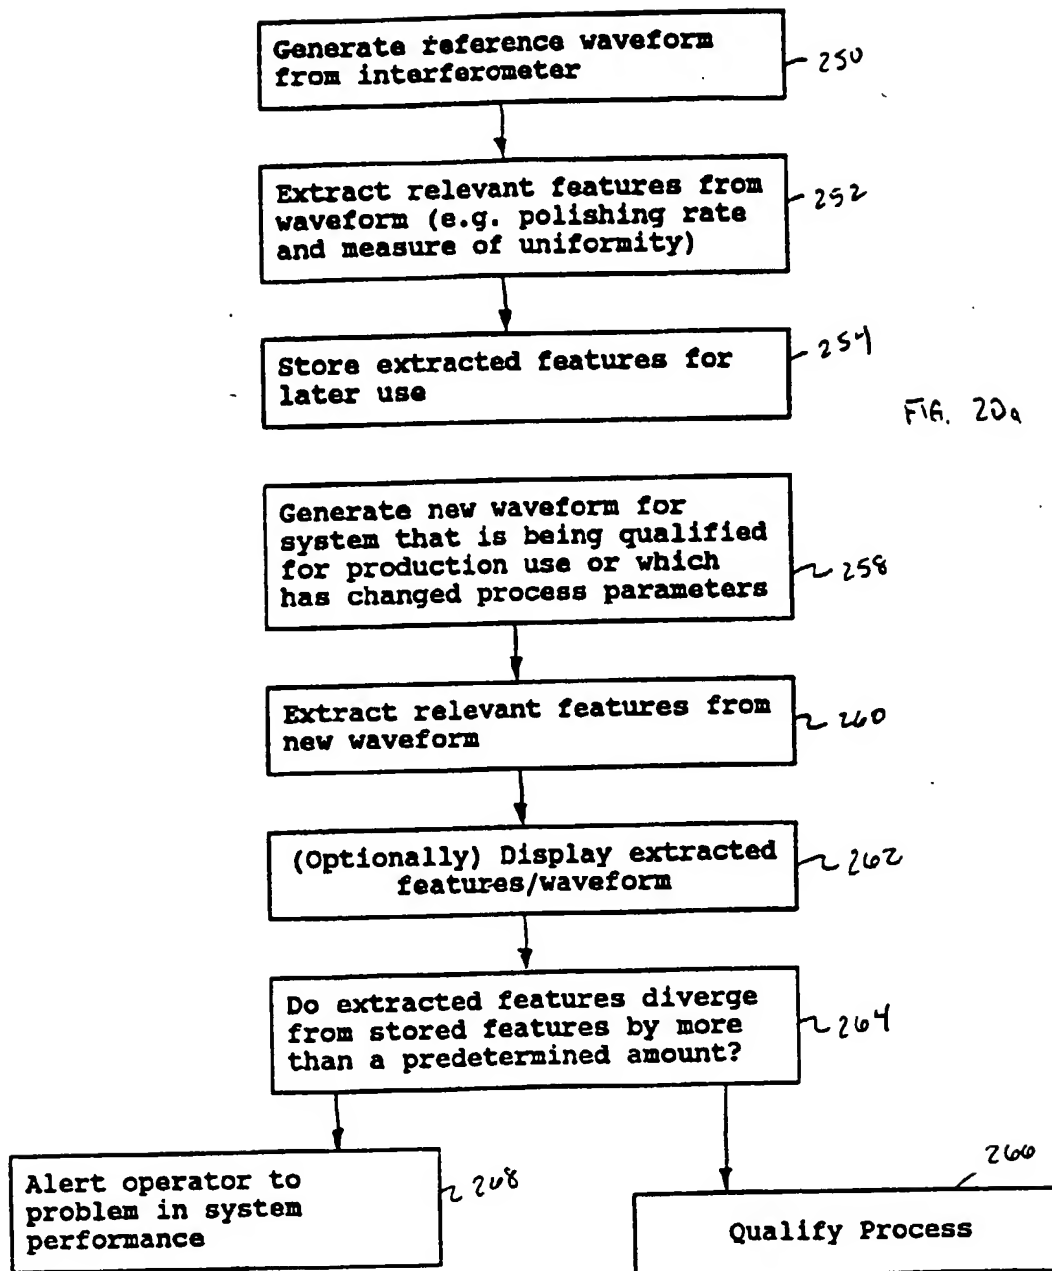 Generate reference waveform
from interferometer
250
Extract relevant features from
waveform (e.g. polishing rate
and measure of uniformity)
252
Store extracted features for
later use
254
FIG. 20a
Generate new waveform for
system that is being qualified
for production use or which
has changed process parameters
258
Extract relevant features from
new waveform
260
(Optionally) Display extracted
features/waveform
262
Do extracted features diverge
from stored features by more
than a predetermined amount?
264
Alert operator to
problem in system
performance
268
266
Qualify Process